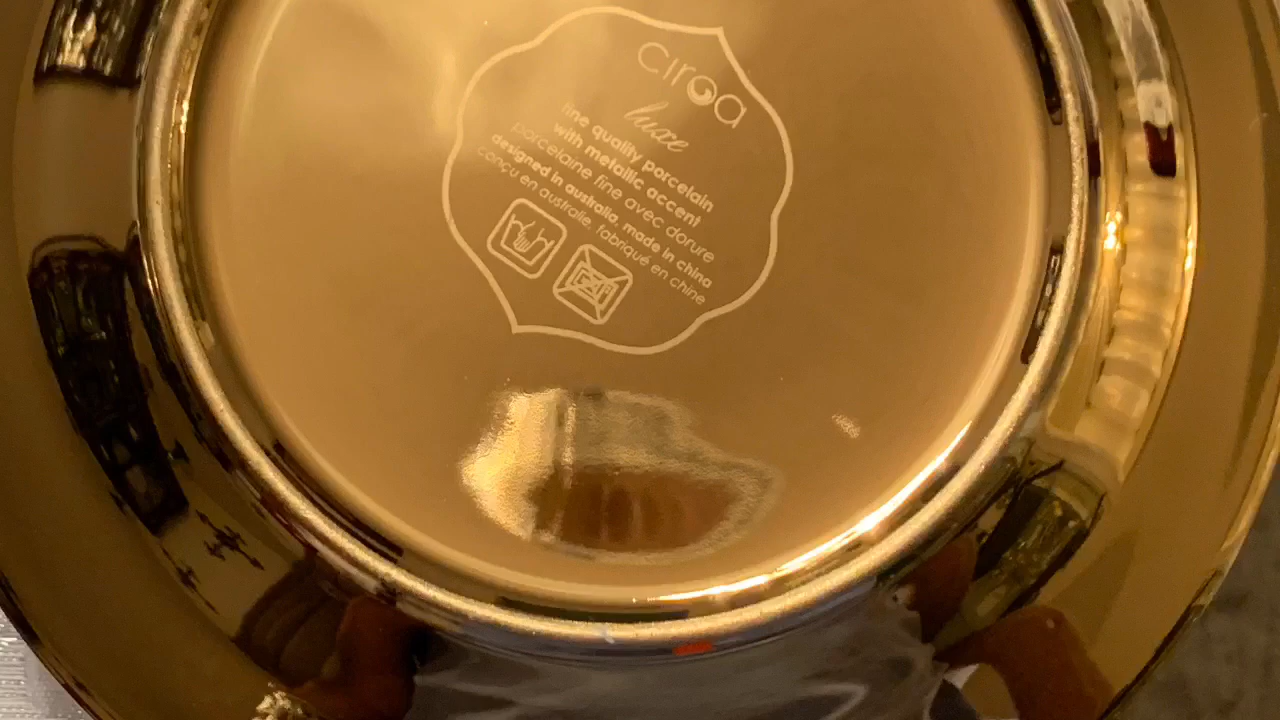 ciroa
luxe
fine quality porcelain
with metallic accent
porcelaine fine avec dorure
designed in australia, made in china
conçu en australie, fabriqué en chine